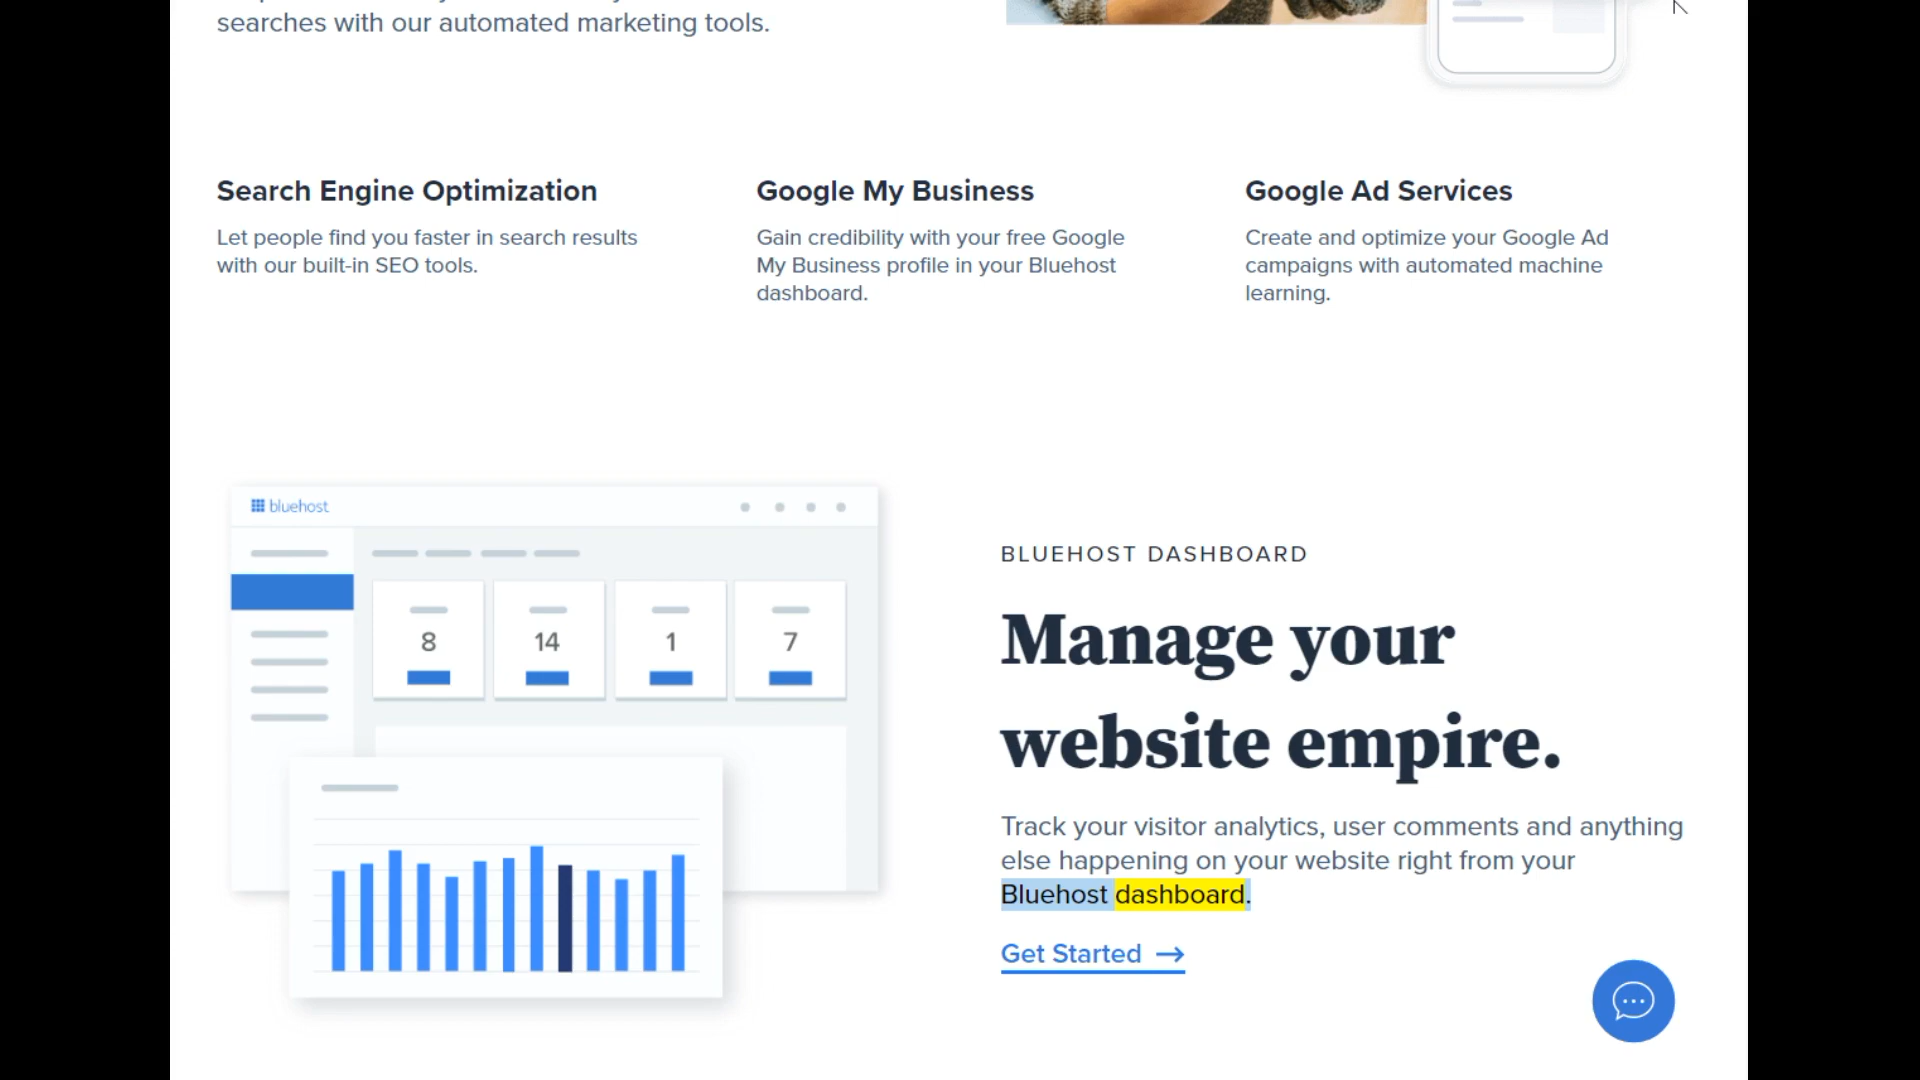 searches with our automated marketing tools.
Search Engine Optimization
Let people find you faster in search results
with our built-in SEO tools.
Google My Business
Gain credibility with your free Google
My Business profile in your Bluehost
dashboard.
Google Ad Services
Create and optimize your Google Ad
campaigns with automated machine
learning.
bluehost
8
14
1
7
BLUEHOST DASHBOARD
Manage your
website empire.
Track your visitor analytics, user comments and anything
else happening on your website right from your
Bluehost dashboard.
Get Started →